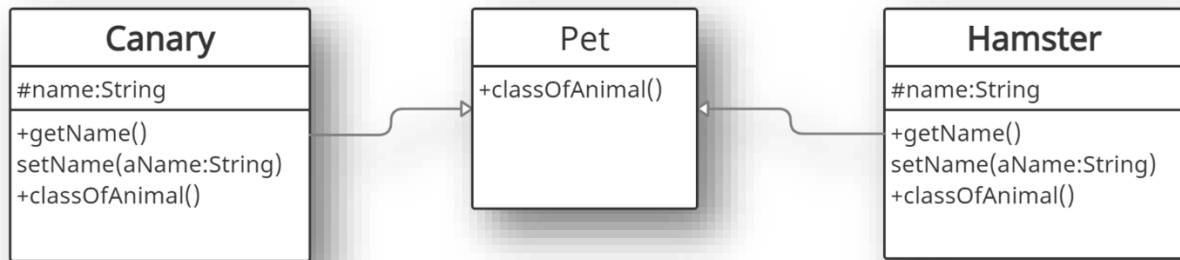 Canary
#name:String
+getName()
setName(aName:String)
+classOfAnimal()
Pet
+classOfAnimal()
Hamster
#name:String
+getName()
setName(aName:String)
+classOfAnimal()